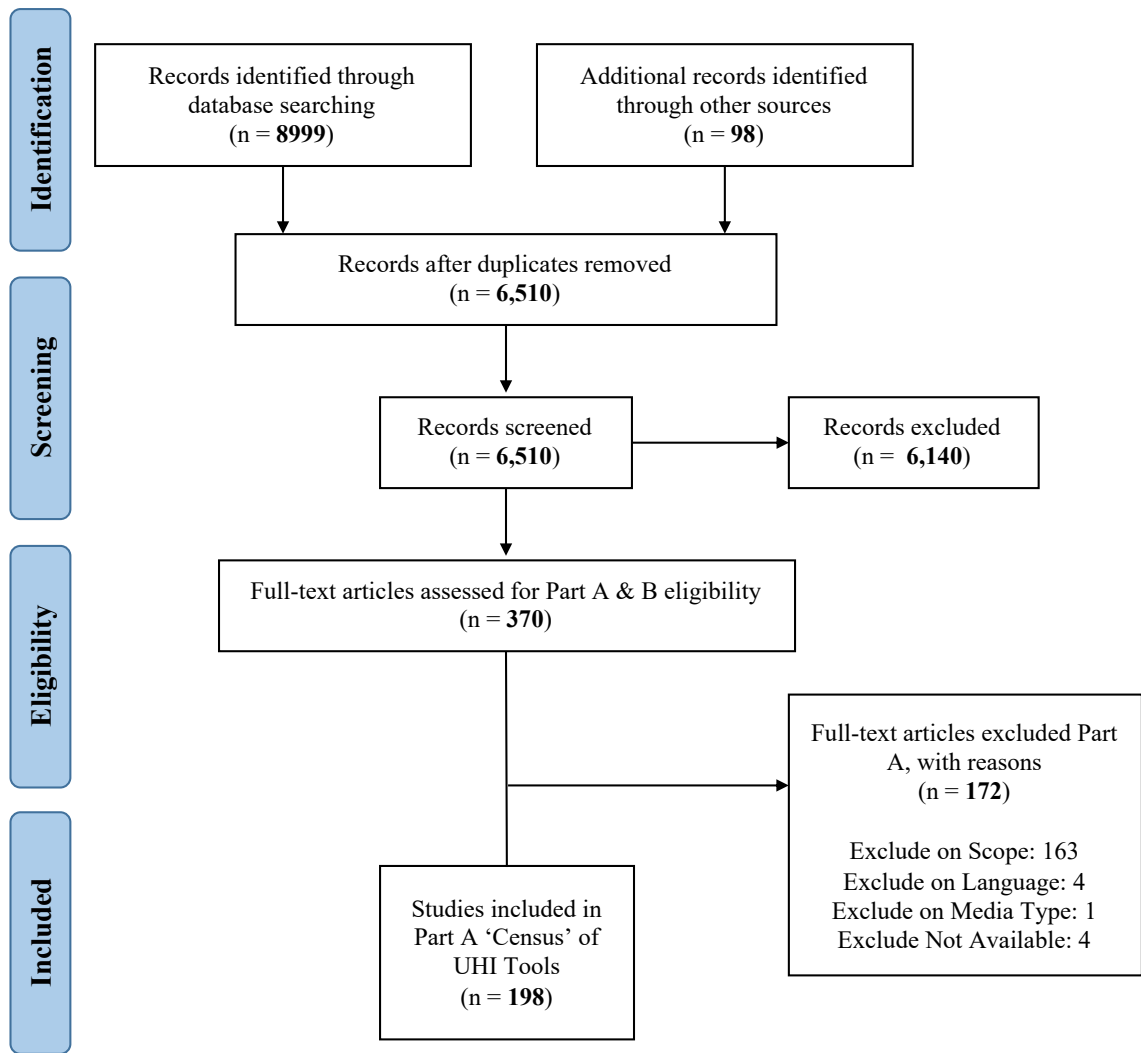 Identification
Records identified through
database searching
(n = 8999)
Additional records identified
through other sources
(n = 98)
Records after duplicates removed
(n = 6,510)
Screening
Records screened
(n = 6,510)
Records excluded
(n = 6,140)
Eligibility
Full-text articles assessed for Part A & B eligibility
(n = 370)
Full-text articles excluded Part
A, with reasons
(n = 172)
Exclude on Scope: 163
Exclude on Language: 4
Exclude on Media Type: 1
Exclude Not Available: 4
Included
Studies included in
Part A ‘Census’ of
UHI Tools
(n = 198)